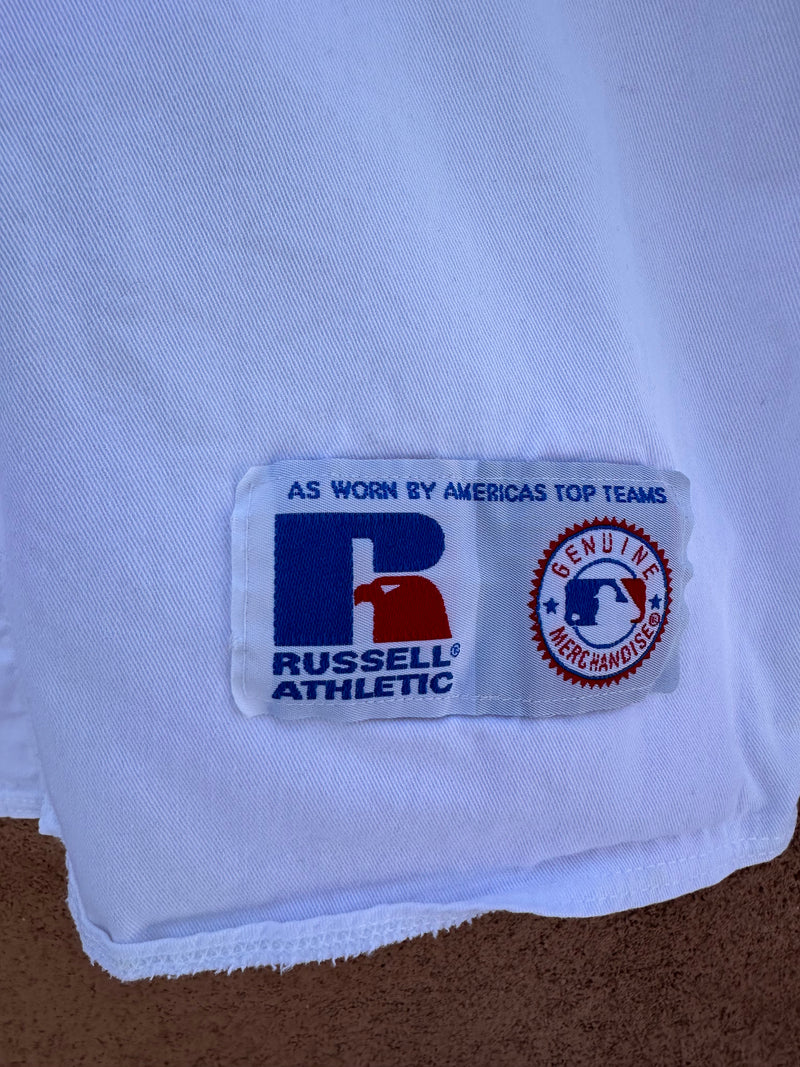 AS WORN BY AMERICAS TOP TEAMS
RUSSELL®
ATHLETIC
GENUINE
MERCHANDISE®